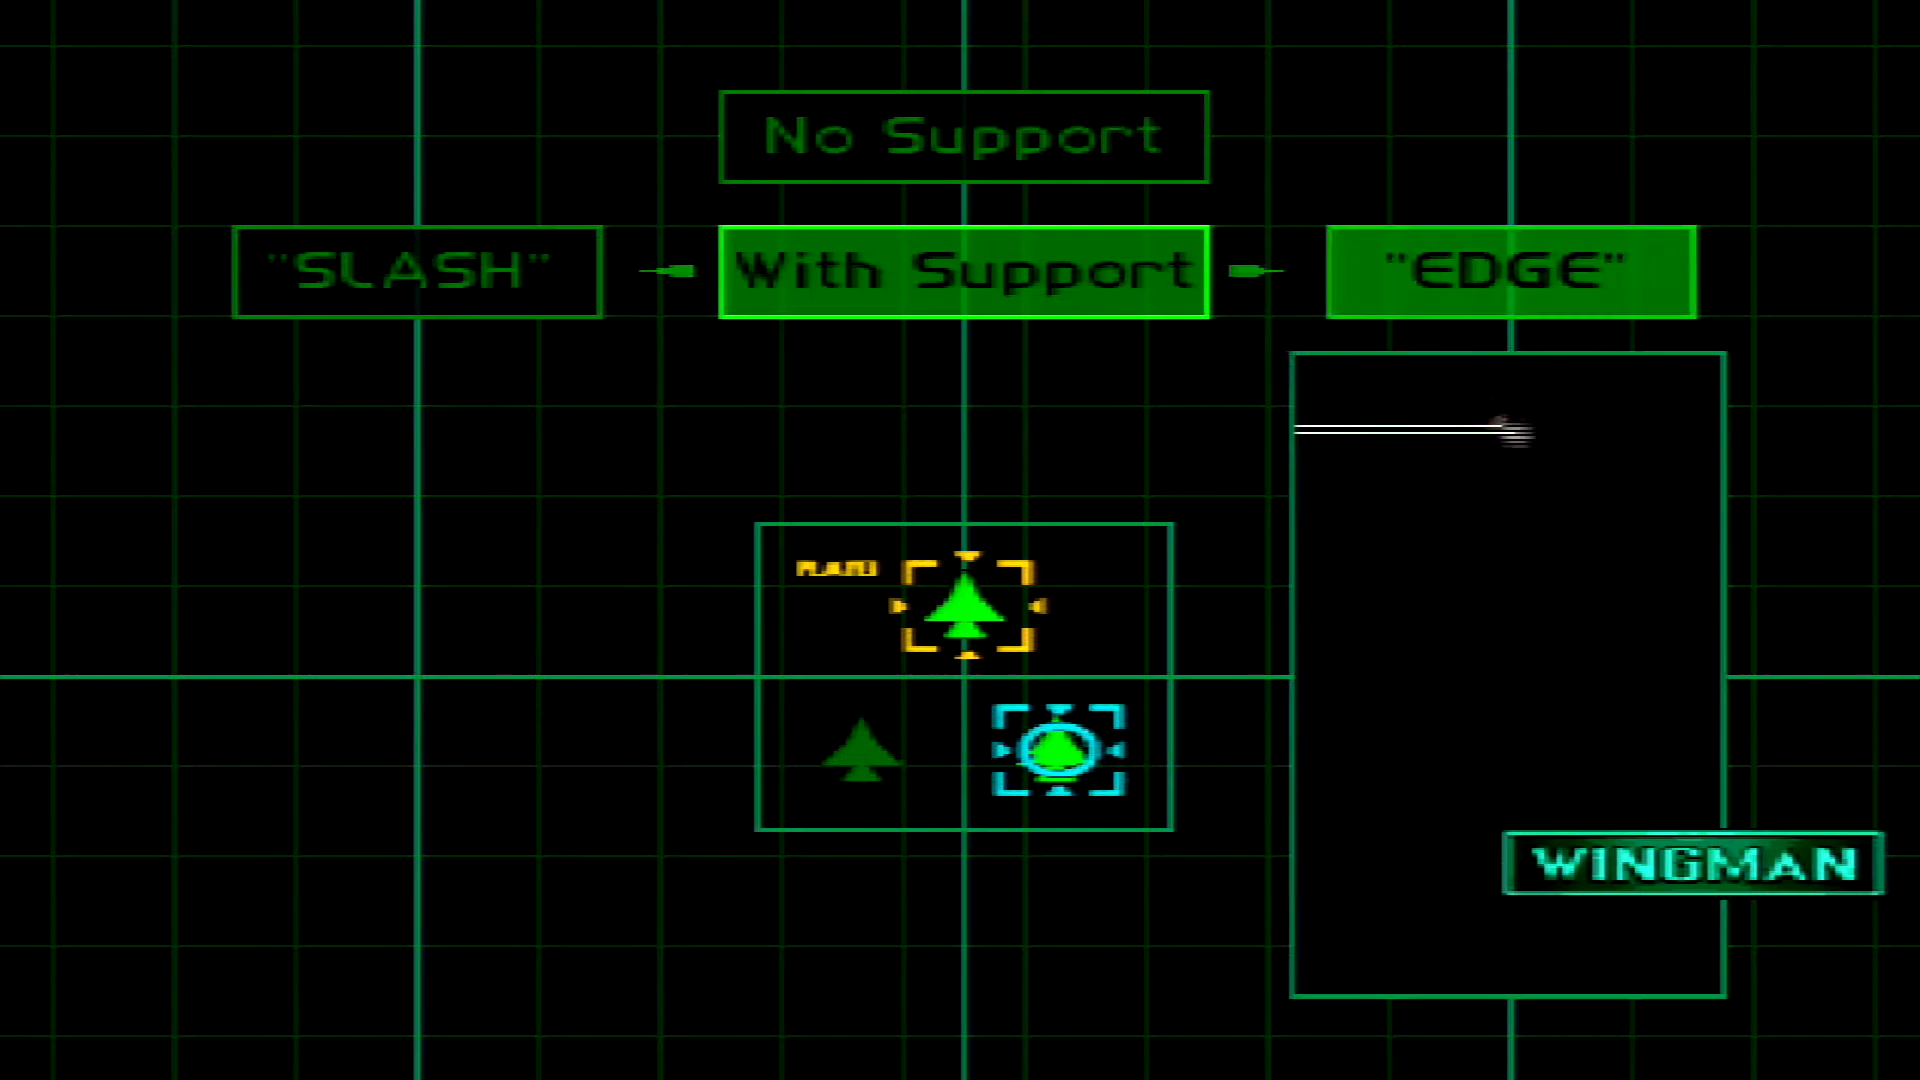 No Support
"SLASH"
With Support
"EDGE"
WINGMAN